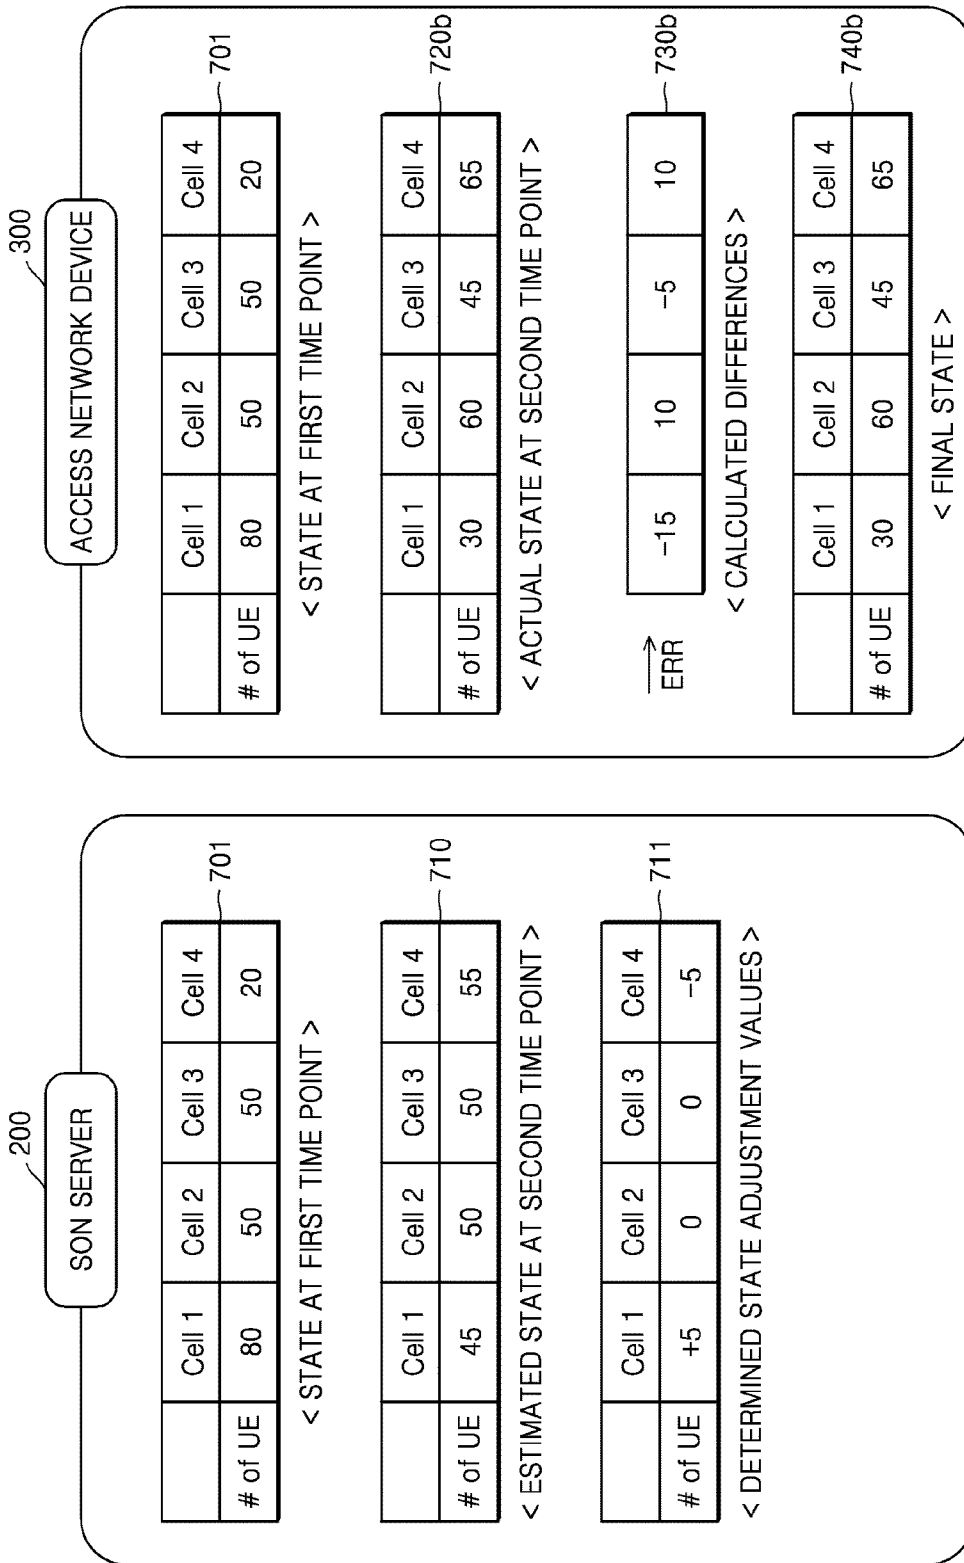 200
SON SERVER
701
Cell 1 Cell 2 Cell 3 Cell 4
# of UE 80 50 50 20
< STATE AT FIRST TIME POINT >
710
Cell 1 Cell 2 Cell 3 Cell 4
# of UE 45 50 50 55
< ESTIMATED STATE AT SECOND TIME POINT >
711
Cell 1 Cell 2 Cell 3 Cell 4
# of UE +5 0 0 -5
< DETERMINED STATE ADJUSTMENT VALUES >
300
ACCESS NETWORK DEVICE
701
Cell 1 Cell 2 Cell 3 Cell 4
# of UE 80 50 50 20
< STATE AT FIRST TIME POINT >
720b
Cell 1 Cell 2 Cell 3 Cell 4
# of UE 30 60 45 65
< ACTUAL STATE AT SECOND TIME POINT >
730b
ERR -15 10 -5 10
< CALCULATED DIFFERENCES >
740b
Cell 1 Cell 2 Cell 3 Cell 4
# of UE 30 60 45 65
< FINAL STATE >